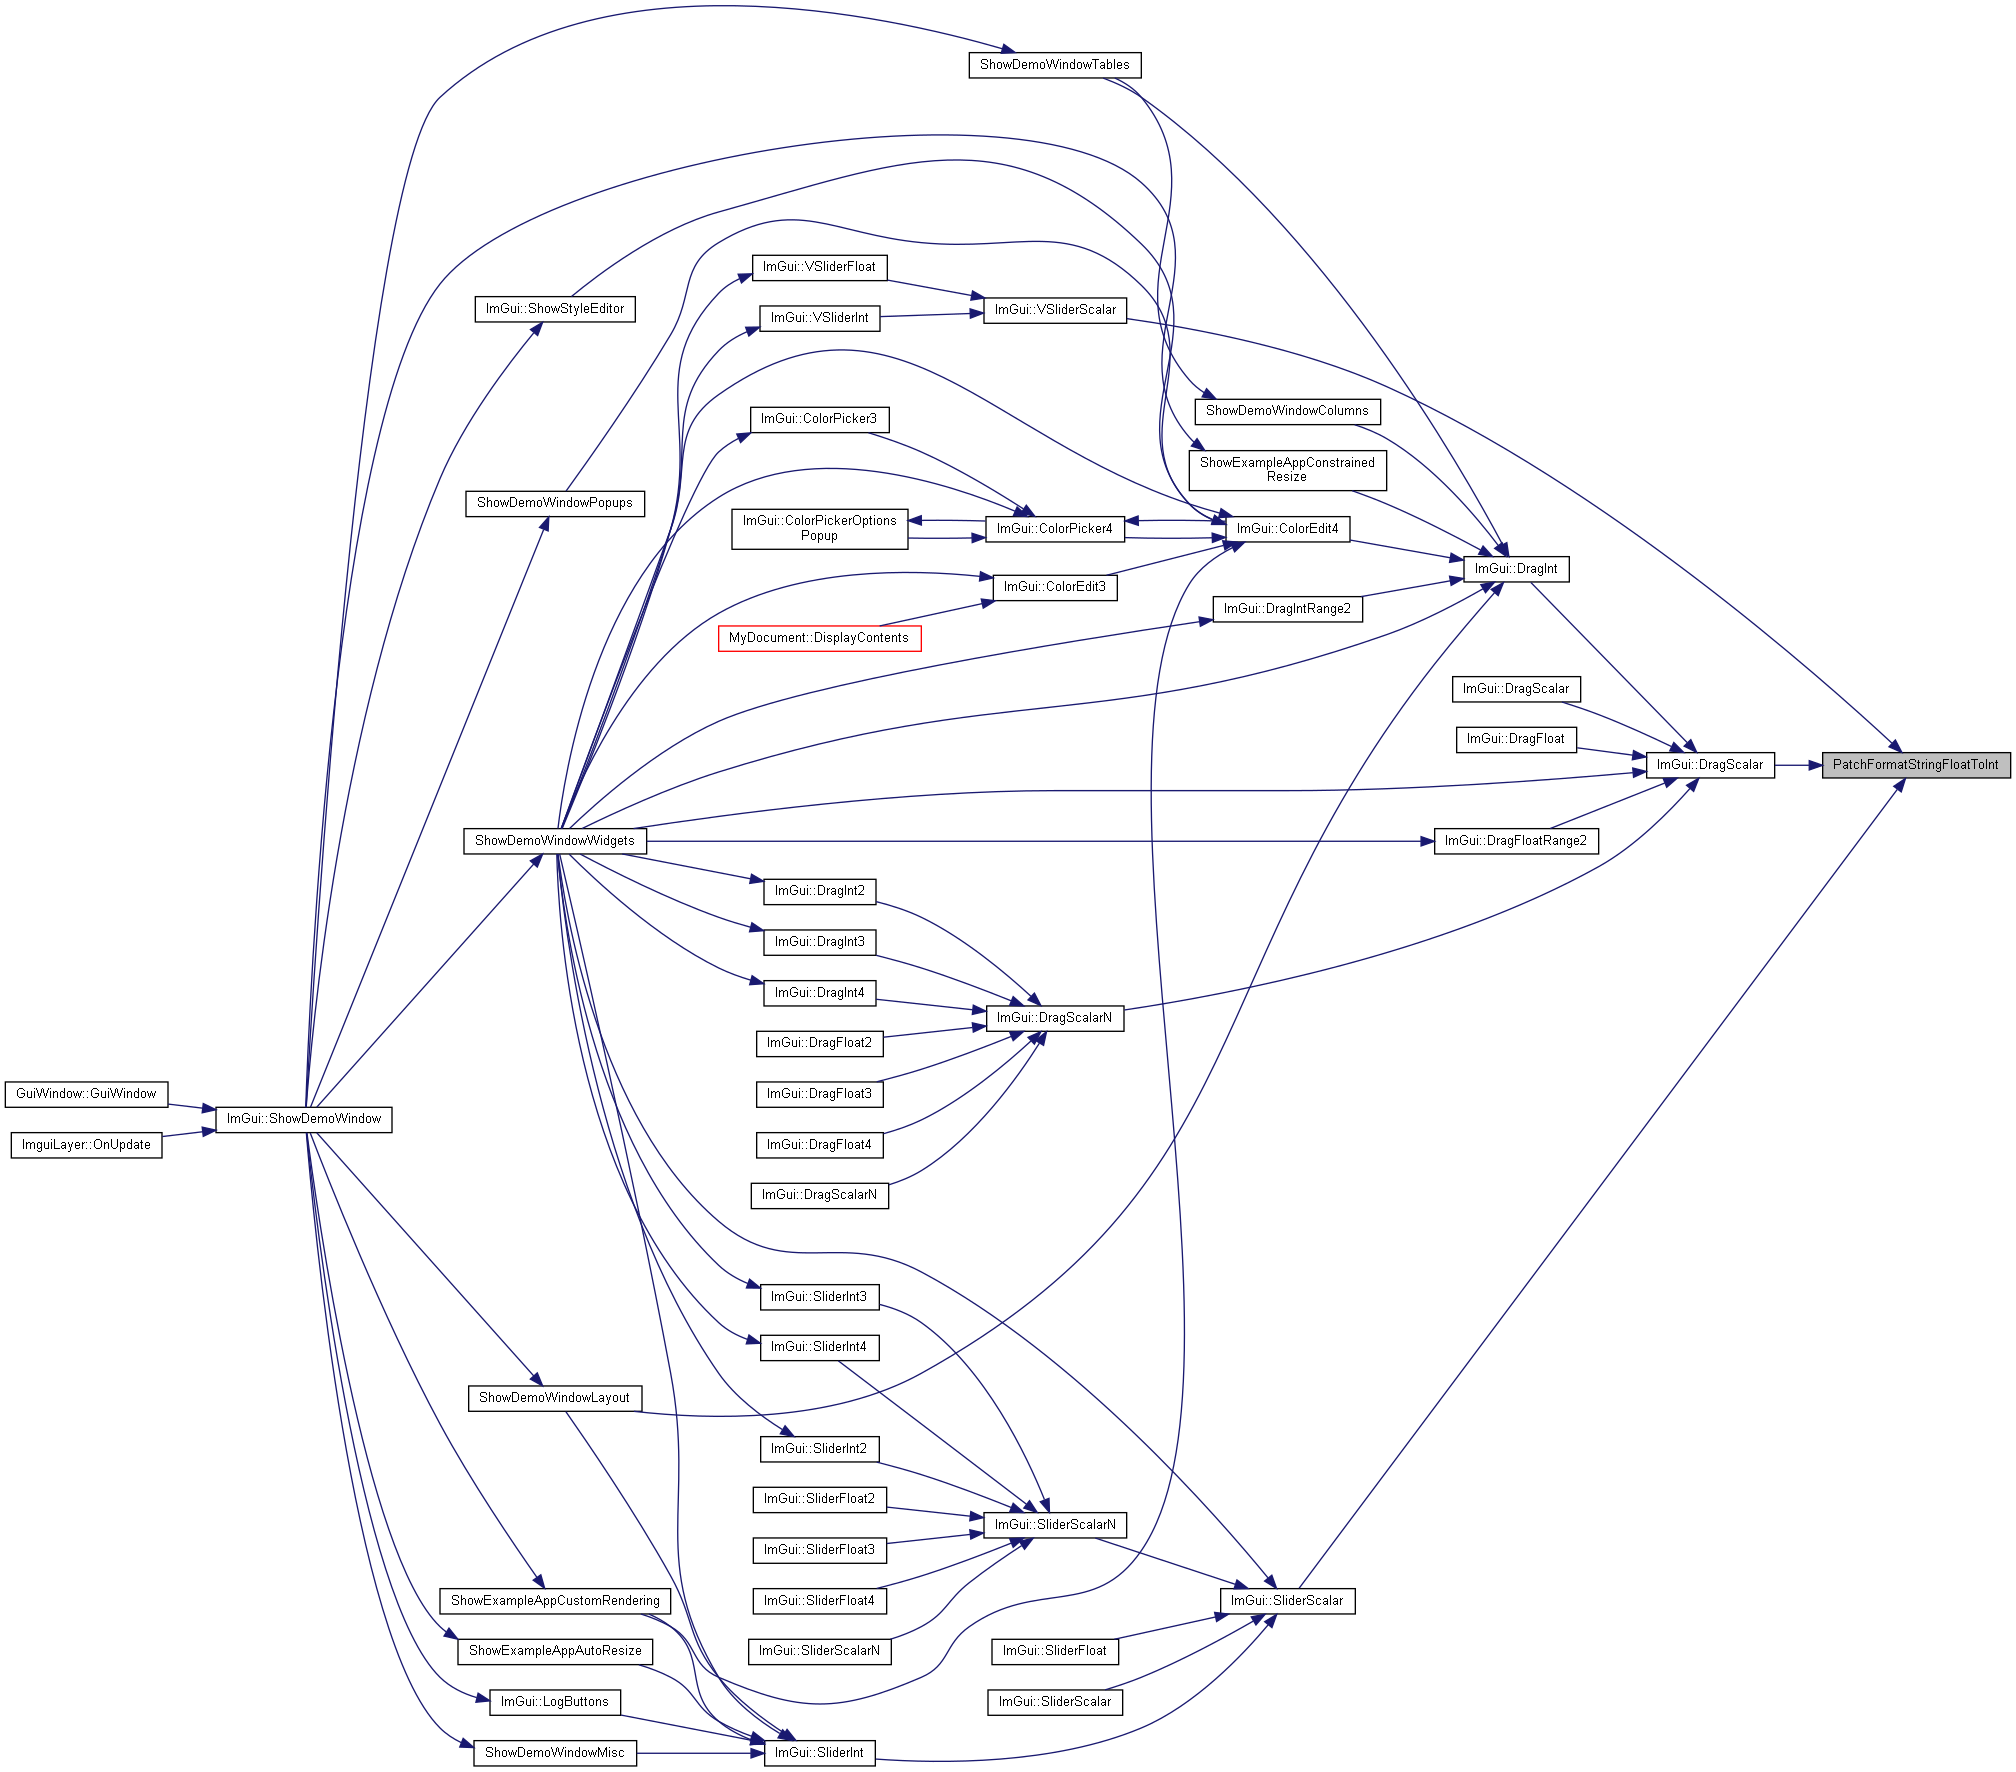 ShowDemoWindowTables
ImGui::VSliderFloat
ImGui::ShowStyleEditor
ImGui::VSliderScalar
ImGui::VSliderInt
ImGui::ColorPicker3
ShowDemoWindowColumns
ShowExampleAppConstrained
Resize
ShowDemoWindowPopups
ImGui::ColorPickerOptions
Popup
ImGui::ColorPicker4
ImGui::ColorEdit4
ImGui::DragInt
ImGui::ColorEdit3
ImGui::DragIntRange2
MyDocument::DisplayContents
ImGui::DragScalar
ImGui::DragFloat
ImGui::DragScalar
PatchFormatStringFloatToInt
ShowDemoWindowWidgets
ImGui::DragFloatRange2
ImGui::DragInt2
ImGui::DragInt3
ImGui::DragInt4
ImGui::DragScalarN
ImGui::DragFloat2
ImGui::DragFloat3
GuiWindow::GuiWindow
ImGui::ShowDemoWindow
ImguiLayer::OnUpdate
ImGui::DragFloat4
ImGui::DragScalarN
ImGui::SliderInt3
ImGui::SliderInt4
ShowDemoWindowLayout
ImGui::SliderInt2
ImGui::SliderFloat2
ImGui::SliderScalarN
ImGui::SliderFloat3
ImGui::SliderFloat4
ShowExampleAppCustomRendering
ImGui::SliderScalar
ShowExampleAppAutoResize
ImGui::SliderScalarN
ImGui::SliderFloat
ImGui::LogButtons
ImGui::SliderScalar
ShowDemoWindowMisc
ImGui::SliderInt